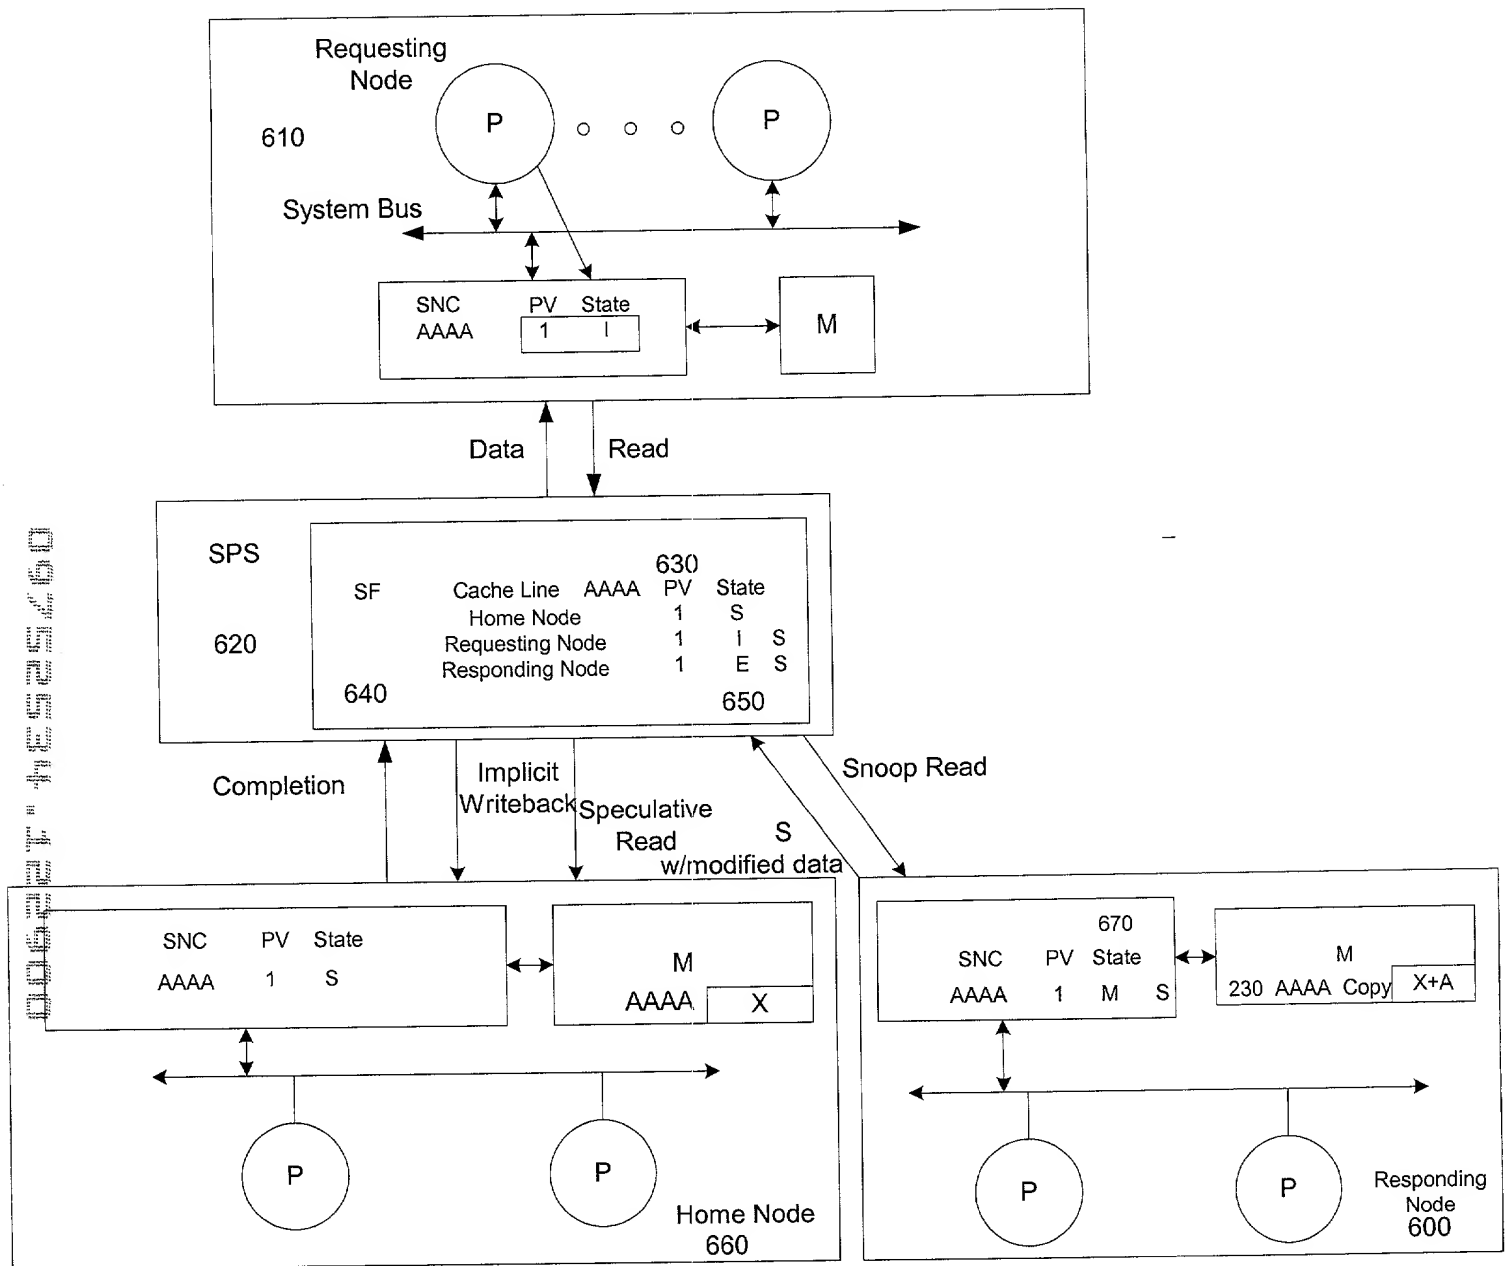 Requesting
Node
610
P
P
System Bus
SNC PV State
AAAA 1 I
M
Data
Read
SPS
620
630
SF Cache Line AAAA PV State
Home Node 1 S
Requesting Node 1 I S
Responding Node 1 E S
640
650
Completion
Implicit
Writeback
Speculative
Read
Snoop Read
S
w/modified data
SNC PV State
AAAA 1 S
M
AAAA X
670
SNC PV State
AAAA 1 M S
M
230 AAAA Copy X+A
P
P
Home Node
660
P
P
Responding
Node
600
09752534.122900